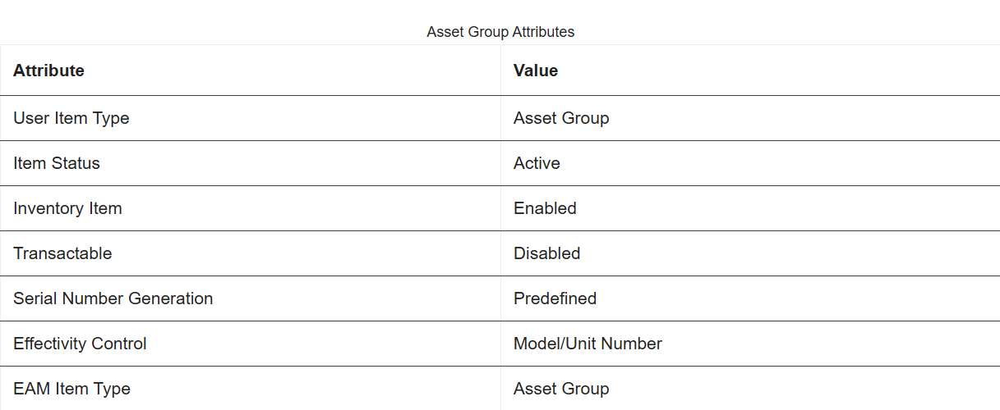 Asset Group Attributes
Attribute Value
User Item Type Asset Group
Item Status Active
Inventory Item Enabled
Transactable Disabled
Serial Number Generation Predefined
Effectivity Control Model/Unit Number
EAM Item Type Asset Group